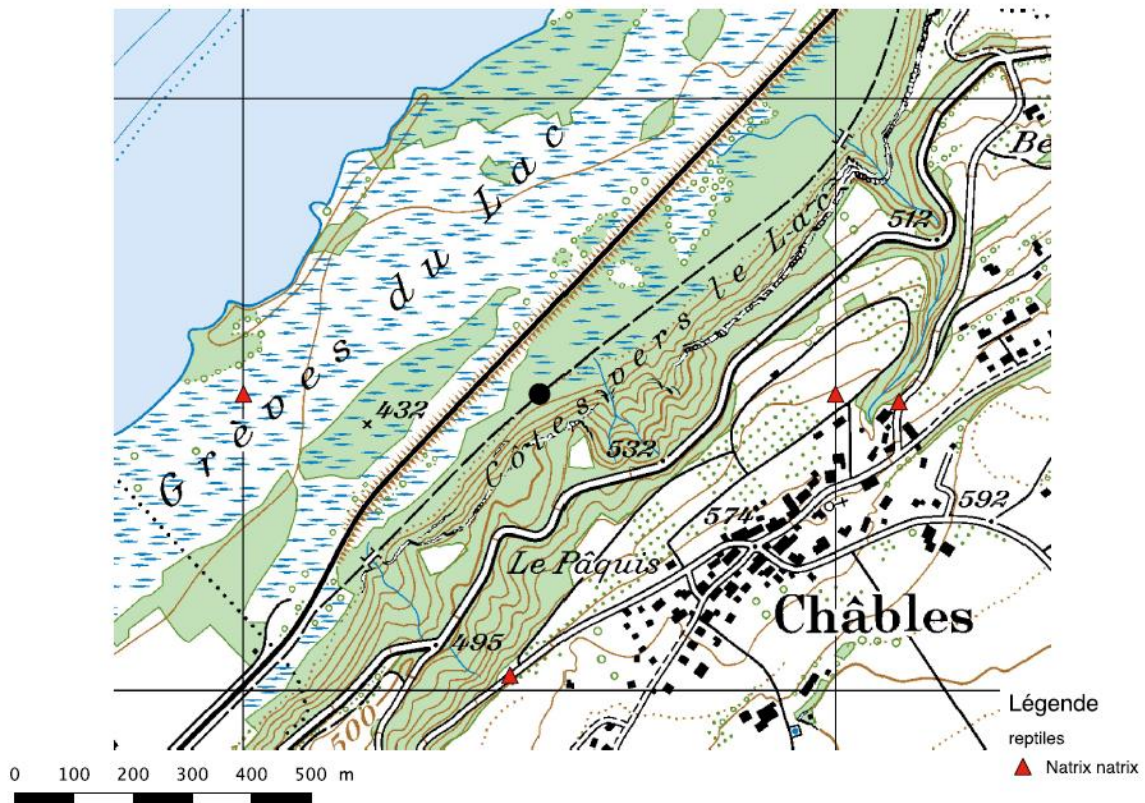 Grèves du Lac
Be
512
Côtes vers le Lac
432
532
574
592
Le Pâquis
Châbles
495
500
Légende
reptiles
Natrix natrix
0 100 200 300 400 500 m